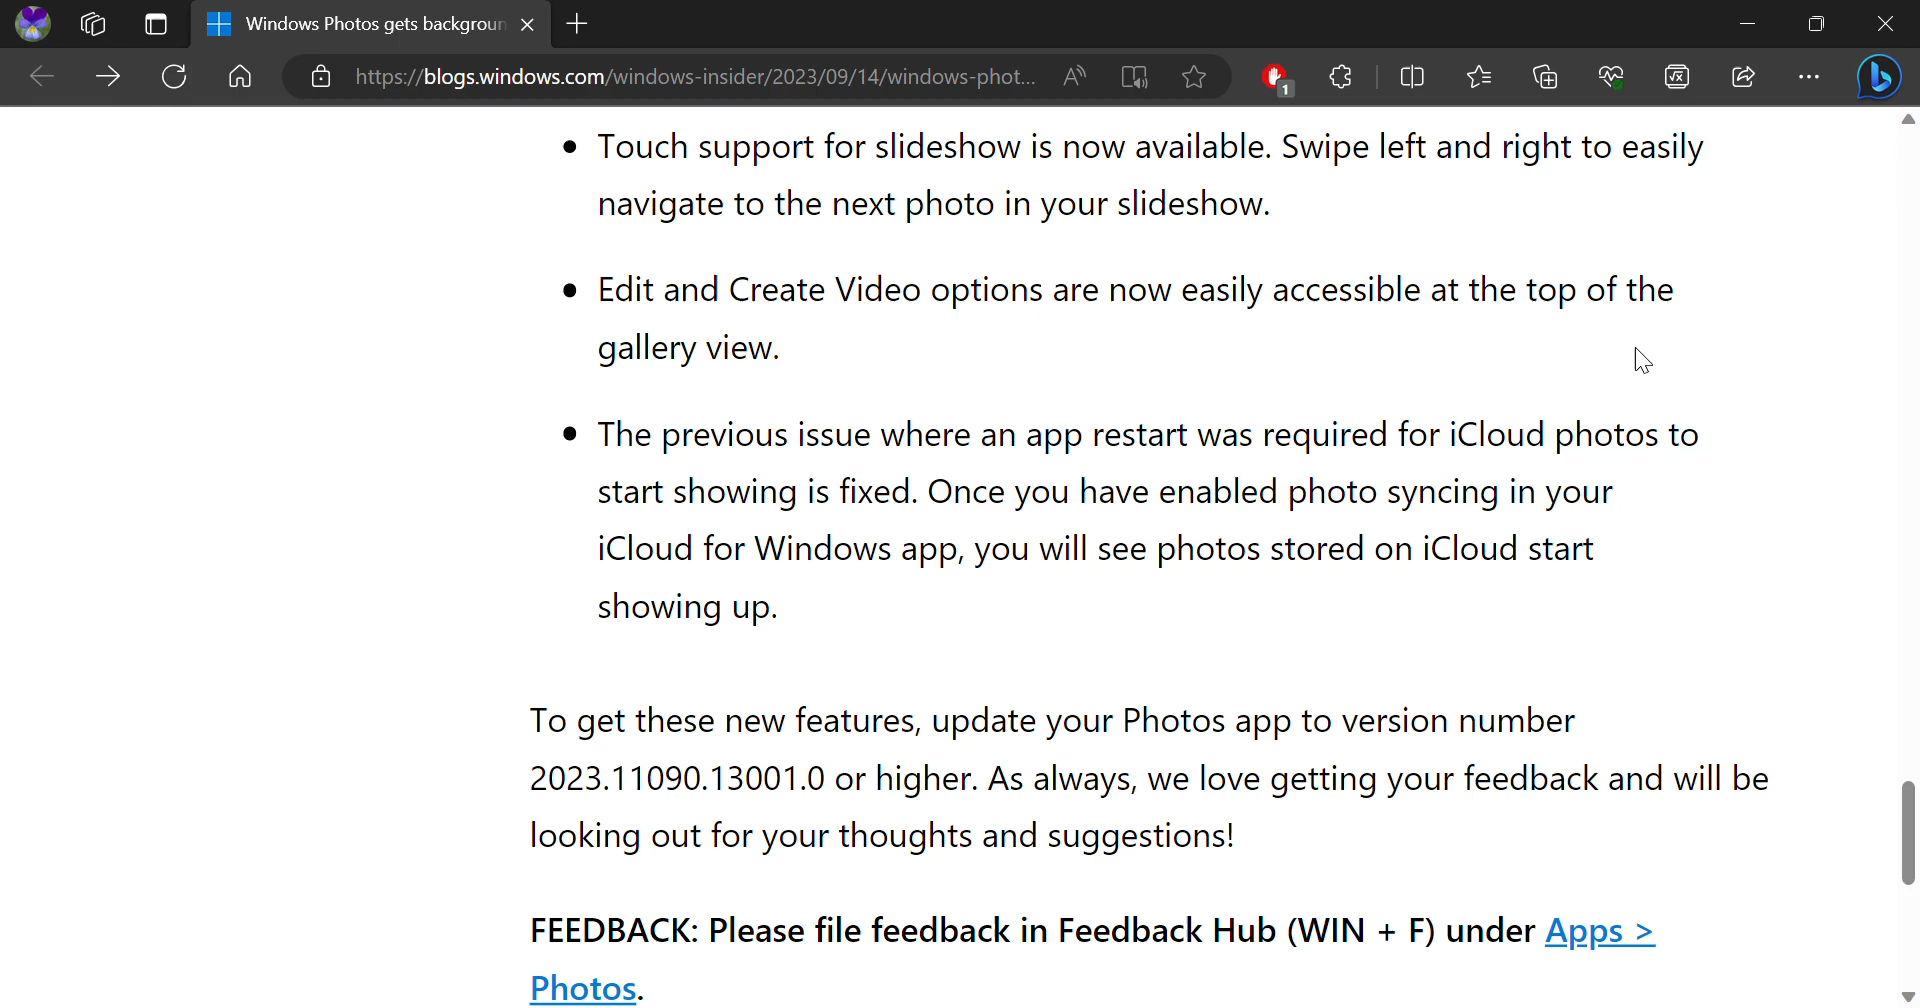 Windows Photos gets backgroun
https://blogs.windows.com/windows-insider/2023/09/14/windows-phot...
1
Touch support for slideshow is now available. Swipe left and right to easily
navigate to the next photo in your slideshow.
Edit and Create Video options are now easily accessible at the top of the
gallery view.
The previous issue where an app restart was required for iCloud photos to
start showing is fixed. Once you have enabled photo syncing in your
iCloud for Windows app, you will see photos stored on iCloud start
showing up.
To get these new features, update your Photos app to version number
2023.11090.13001.0 or higher. As always, we love getting your feedback and will be
looking out for your thoughts and suggestions!
FEEDBACK: Please file feedback in Feedback Hub (WIN + F) under Apps >
Photos.